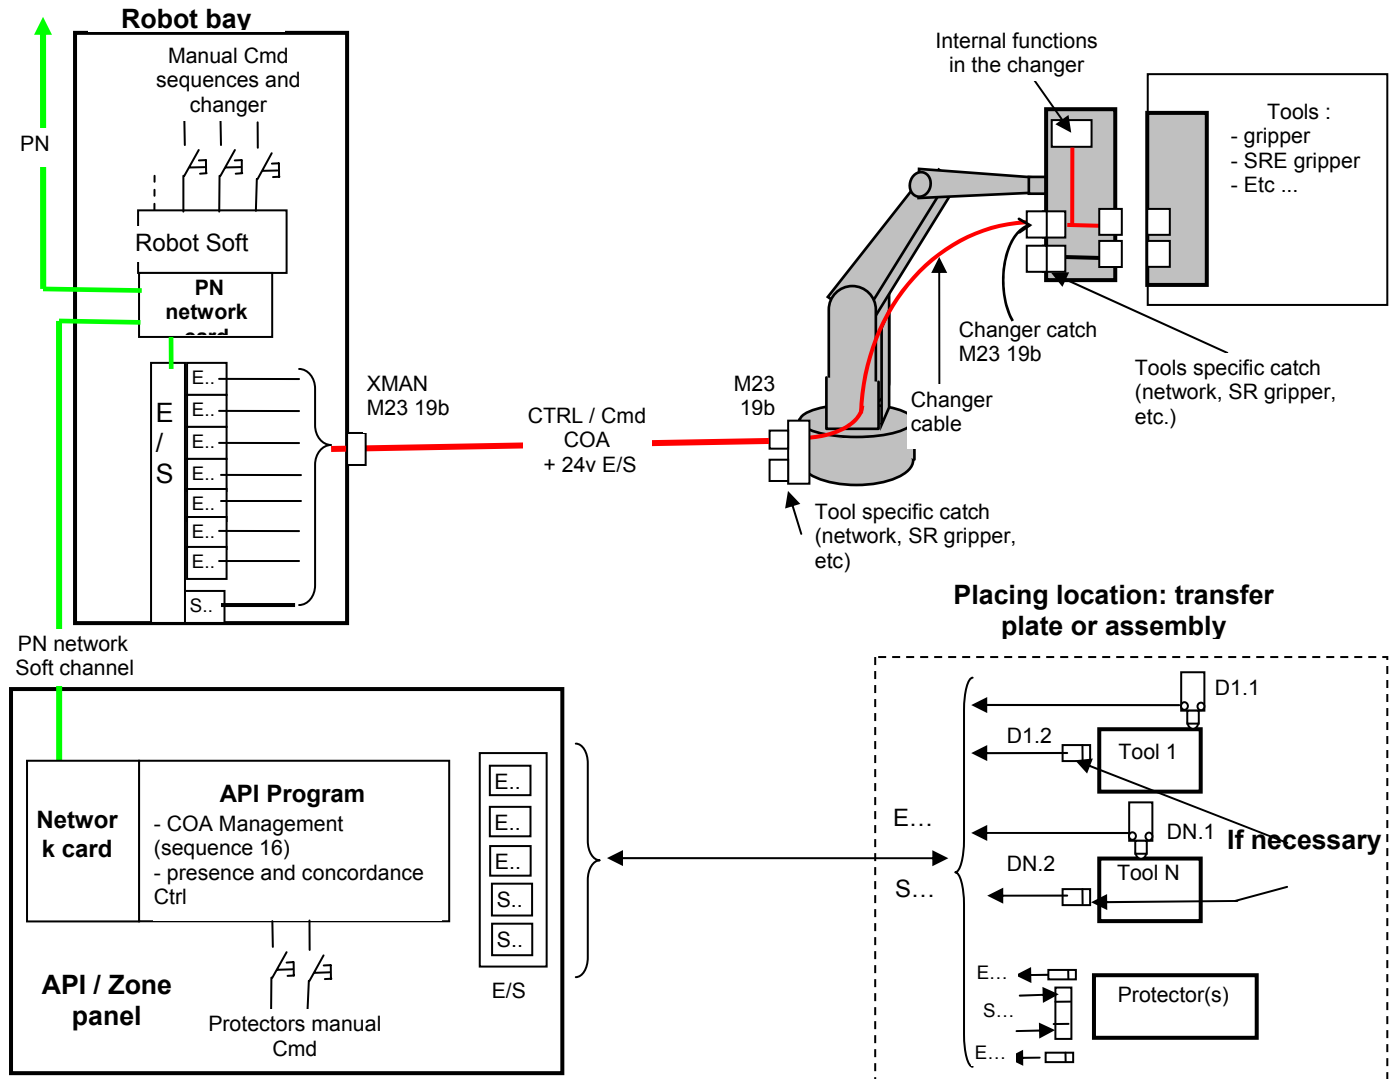 Robot bay
Manual Cmd
sequences and
changer
PN
Robot Soft
PN
network
card
E
/
S
E..
E..
E..
E..
E..
E..
E..
S..
XMAN
M23 19b
CTRL / Cmd
COA
+ 24v E/S
M23
19b
Internal functions
in the changer
Tools :
- gripper
- SRE gripper
- Etc ...
Changer catch
M23 19b
Changer
cable
Tools specific catch
(network, SR gripper,
etc.)
Tool specific catch
(network, SR gripper,
etc)
PN network
Soft channel
Networ
k card
API Program
- COA Management
(sequence 16)
- presence and concordance
Ctrl
E..
E..
E..
S..
S..
E/S
API / Zone
panel
Protectors manual
Cmd
Placing location: transfer
plate or assembly
D1.1
D1.2
Tool 1
E...
S...
DN.1
If necessary
DN.2
Tool N
E...
S...
E...
Protector(s)